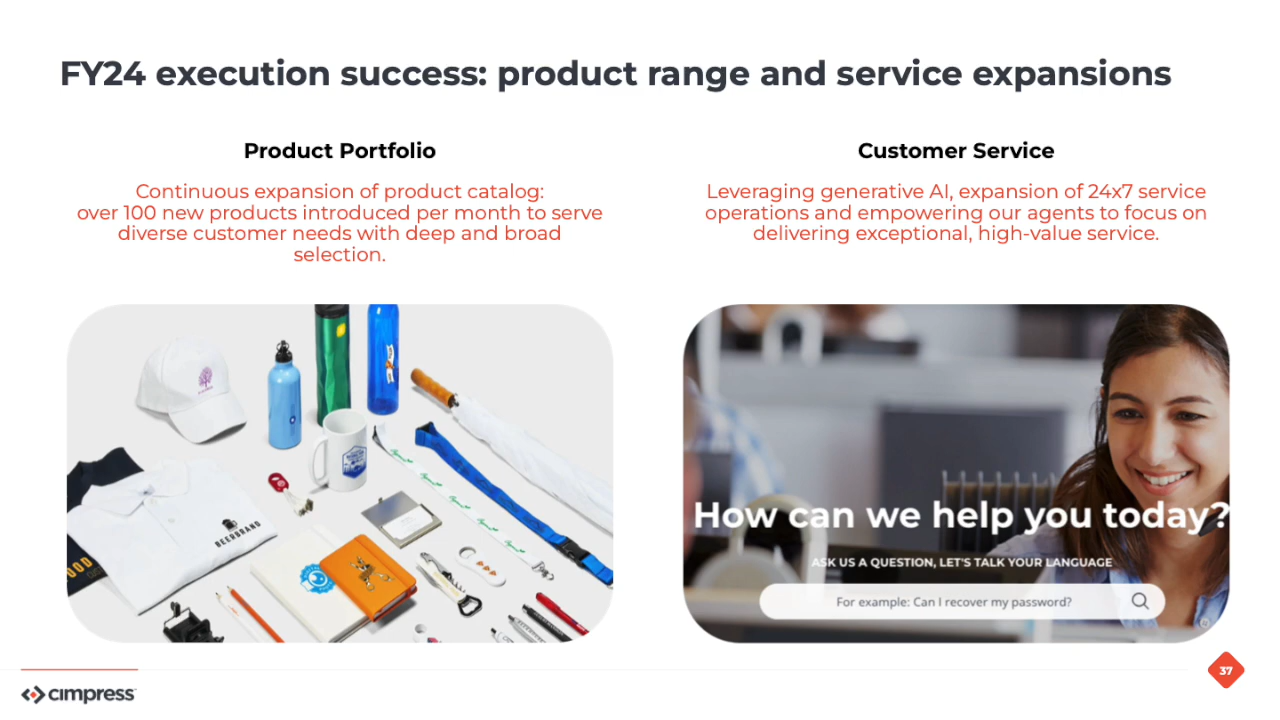 FY24 execution success: product range and service expansions
Product Portfolio
Continuous expansion of product catalog:
over 100 new products introduced per month to serve
diverse customer needs with deep and broad
selection.
Customer Service
Leveraging generative AI, expansion of 24x7 service
operations and empowering our agents to focus on
delivering exceptional, high-value service.
BEERBRAND
How can we help you today?
ASK US A QUESTION, LET'S TALK YOUR LANGUAGE
For example: Can I recover my password?
cimpress
37